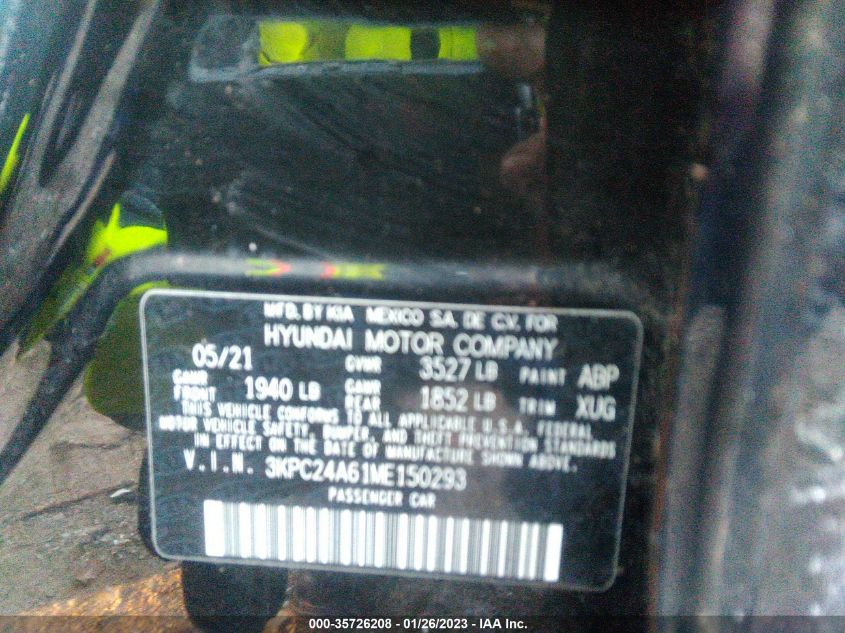 MFD. BY KIA MEXICO S.A. DE C.V. FOR
HYUNDAI MOTOR COMPANY
05/21 GVWR 3527 LB PAINT ABP
GAWR FRONT 1940 LB GAWR REAR 1852 LB TRIM XUG
THIS VEHICLE CONFORMS TO ALL APPLICABLE U.S.A. FEDERAL
MOTOR VEHICLE SAFETY, BUMPER, AND THEFT PREVENTION STANDARDS
IN EFFECT ON THE DATE OF MANUFACTURE SHOWN ABOVE.
V.I.N. 3KPC24A61ME150293
PASSENGER CAR
000-35726208 - 01/26/2023 - IAA Inc.